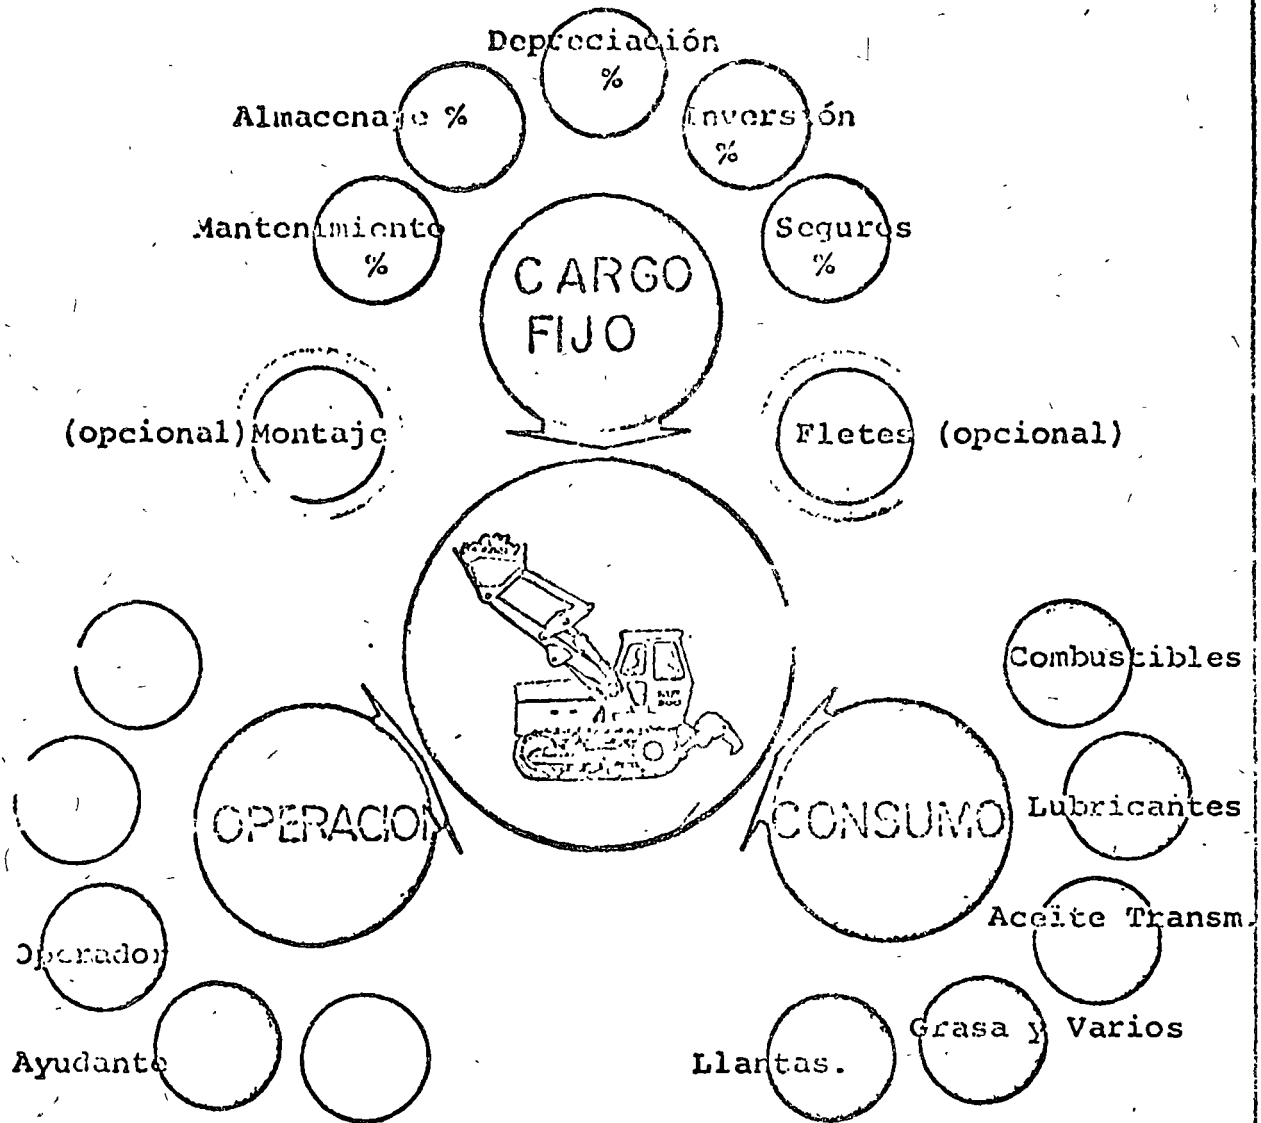 Depreciación
%
Almacenaje %
Inversión
%
Mantenimiento
%
Seguros
%
CARGO
FIJO
(opcional) Montaje
Fletes (opcional)
Combustibles
OPERACION
CONSUMO
Lubricantes
Aceite Transm.
Operador
Grasa y Varios
Ayudante
Llantas.